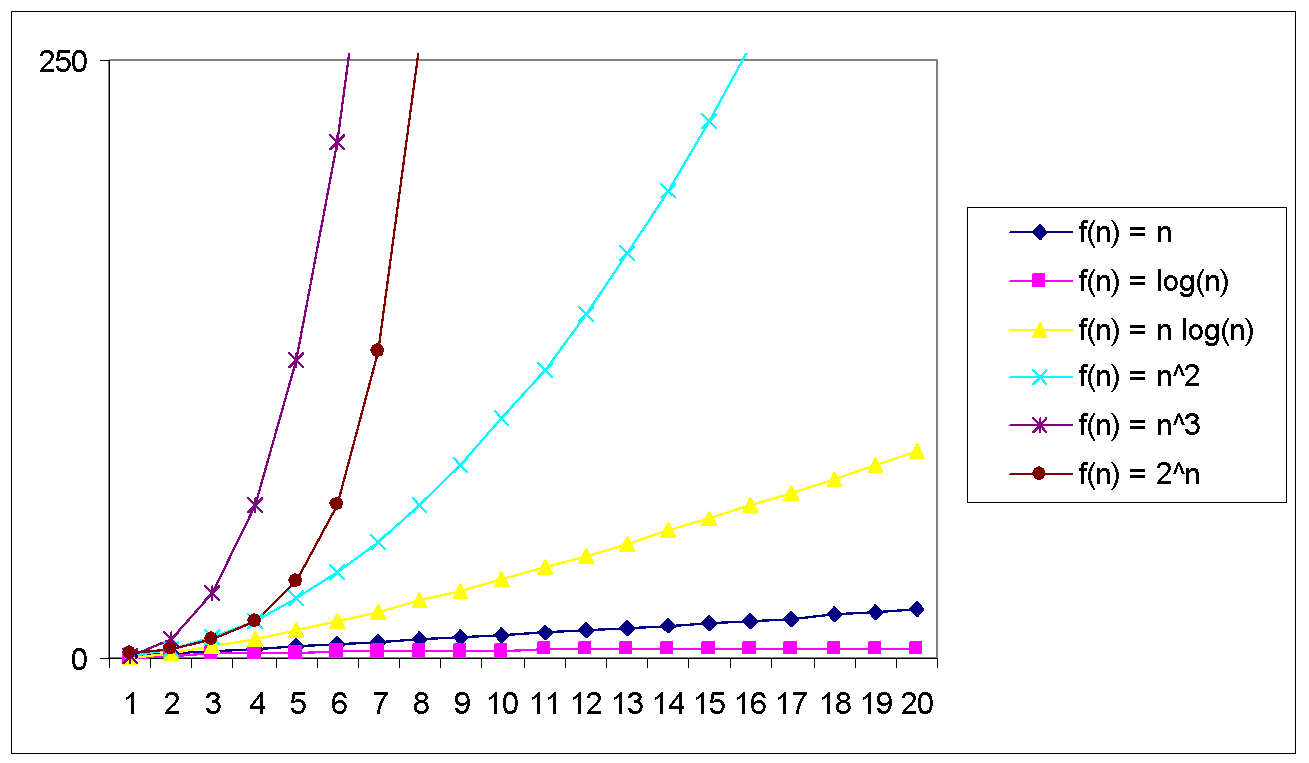 250
0
1 2 3 4 5 6 7 8 9 10 11 12 13 14 15 16 17 18 19 20
f(n) = n
f(n) = log(n)
f(n) = n log(n)
f(n) = n^2
f(n) = n^3
f(n) = 2^n